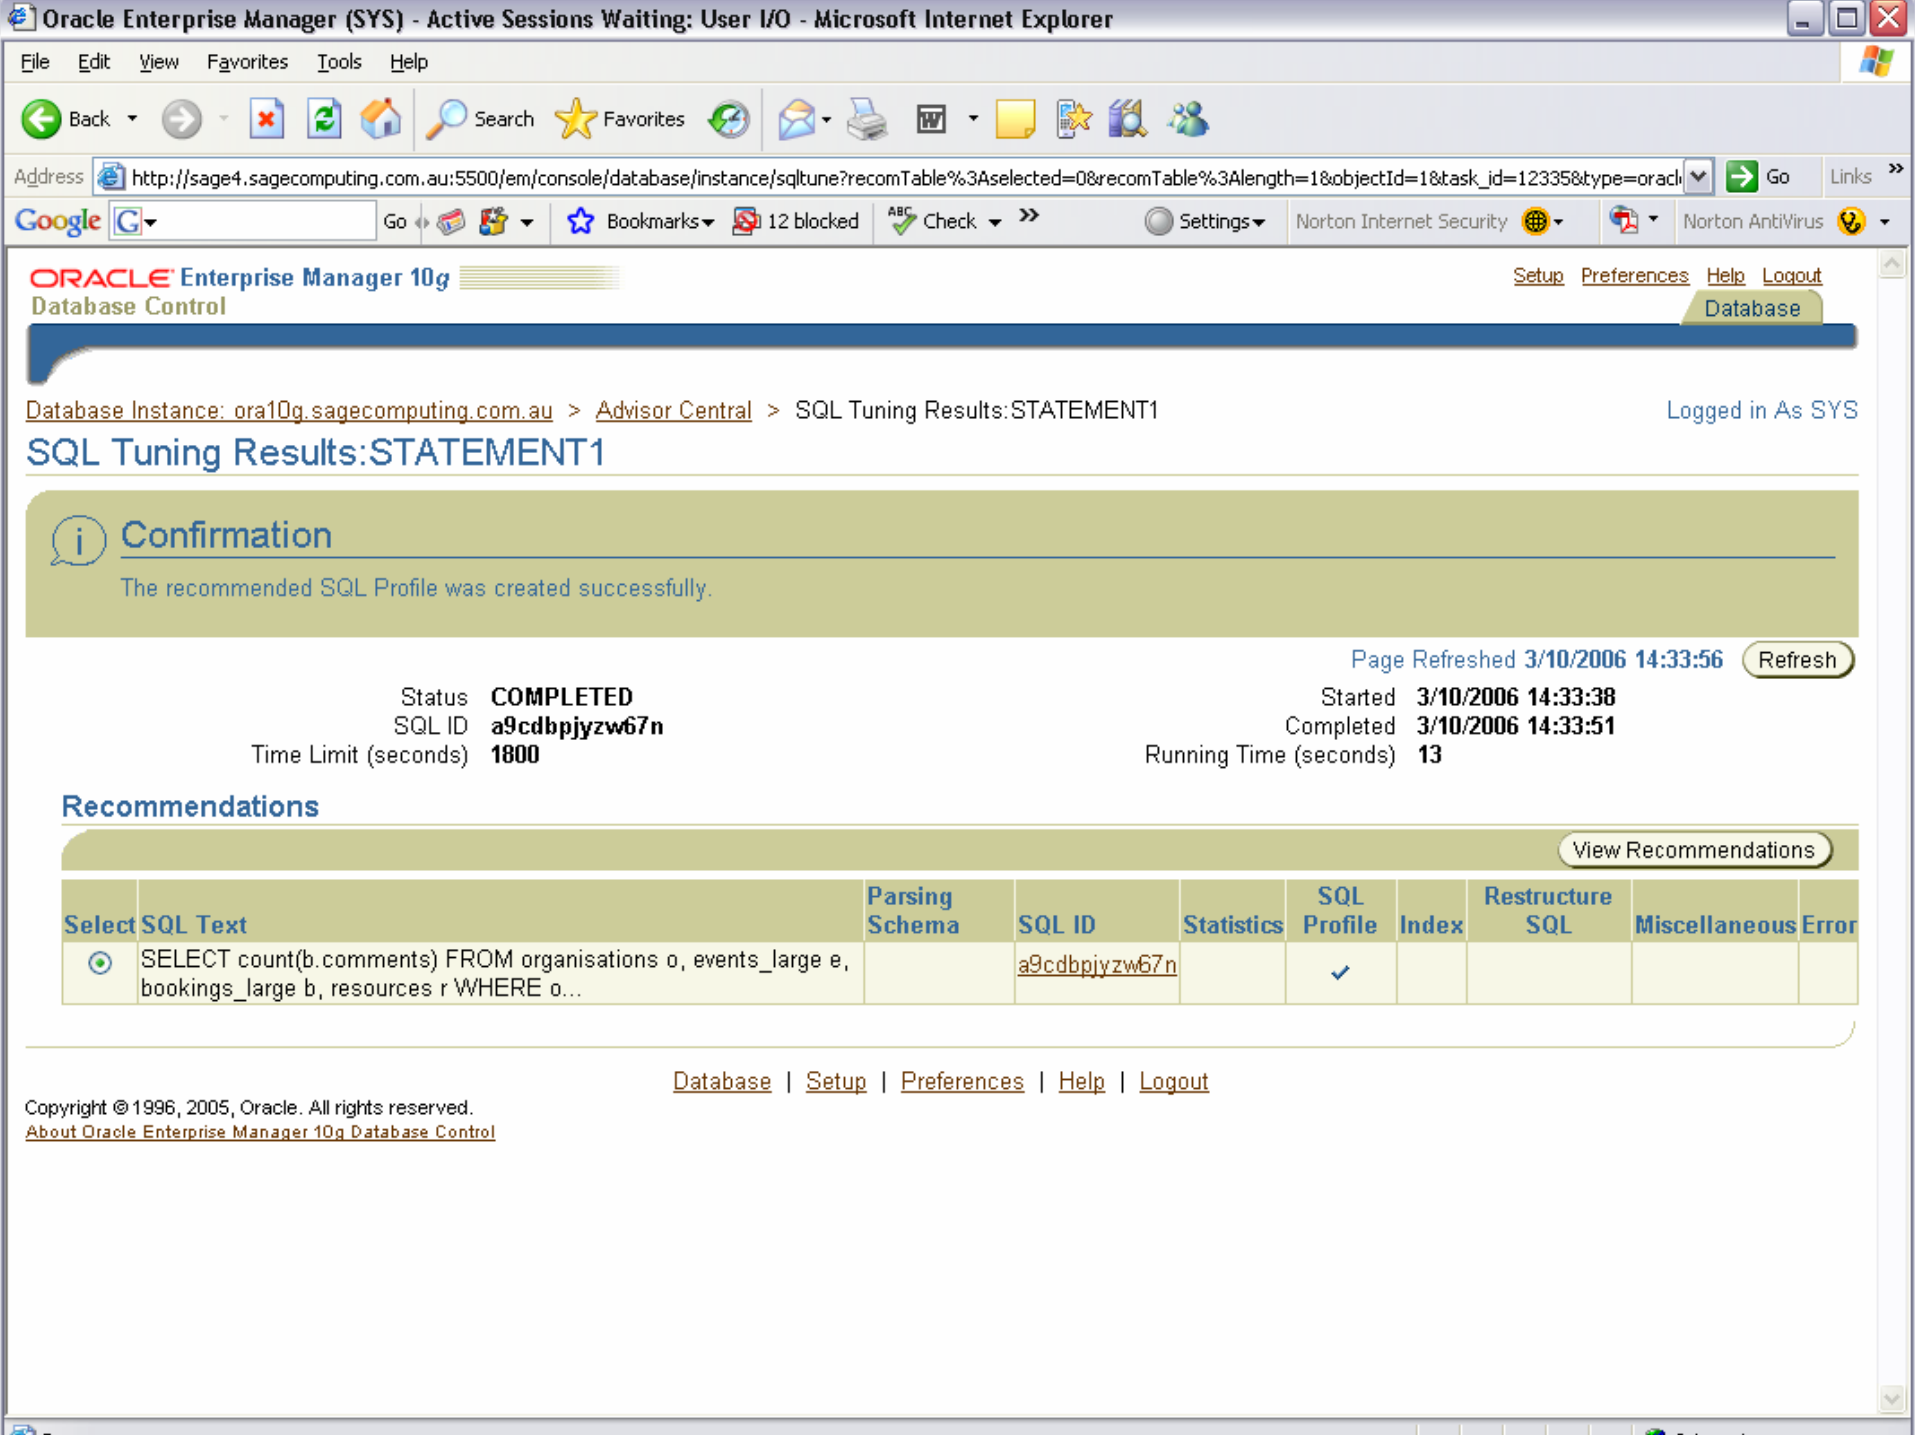 Oracle Enterprise Manager (SYS) - Active Sessions Waiting: User I/O - Microsoft Internet Explorer
File Edit View Favorites Tools Help
Back Search Favorites
Address http://sage4.sagecomputing.com.au:5500/em/console/database/instance/sqltune?recomTable%3Aselected=0&recomTable%3Alength=1&objectId=1&task_id=12335&type=oracl Go Links »
Google G Go Bookmarks 12 blocked ABC Check » Settings Norton Internet Security Norton AntiVirus
ORACLE Enterprise Manager 10g
Database Control
Setup Preferences Help Logout
Database
Database Instance: ora10g.sagecomputing.com.au > Advisor Central > SQL Tuning Results:STATEMENT1
Logged in As SYS
SQL Tuning Results:STATEMENT1
Confirmation
The recommended SQL Profile was created successfully.
Page Refreshed 3/10/2006 14:33:56 Refresh
Status COMPLETED
SQL ID a9cdbpjyzw67n
Time Limit (seconds) 1800
Started 3/10/2006 14:33:38
Completed 3/10/2006 14:33:51
Running Time (seconds) 13
Recommendations
View Recommendations
Select SQL Text Parsing Schema SQL ID Statistics SQL Profile Index Restructure SQL Miscellaneous Error
SELECT count(b.comments) FROM organisations o, events_large e,
bookings_large b, resources r WHERE o...
a9cdbpjyzw67n
Database | Setup | Preferences | Help | Logout
Copyright © 1996, 2005, Oracle. All rights reserved.
About Oracle Enterprise Manager 10g Database Control